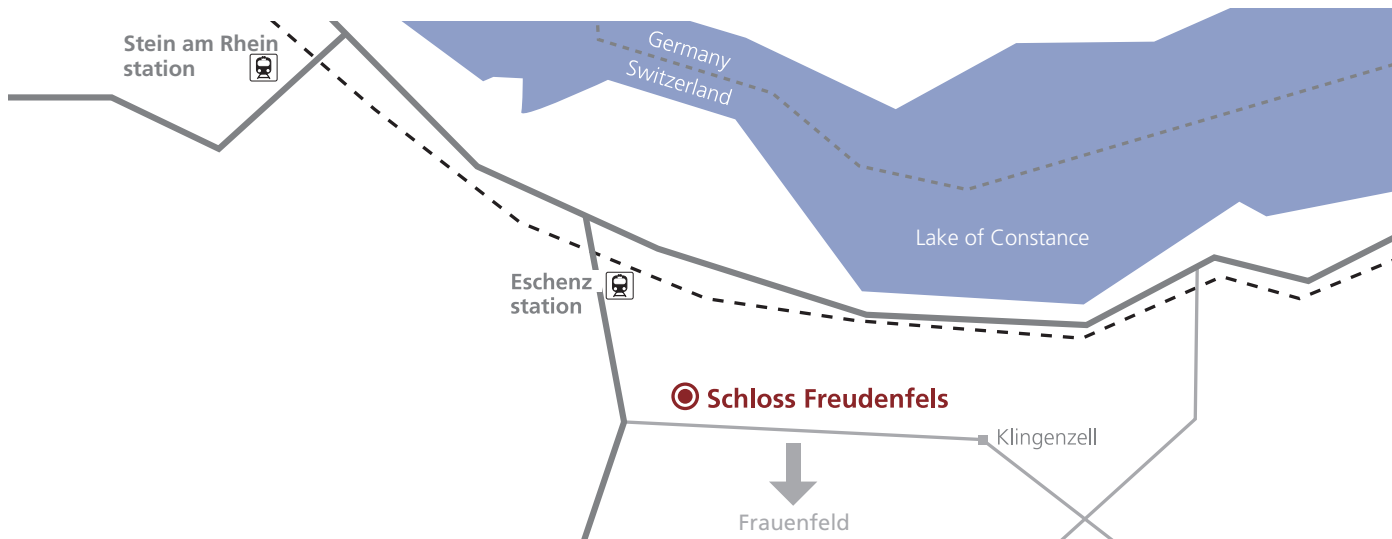 Stein am Rhein
station
Germany
Switzerland
Lake of Constance
Eschenz
station
Schloss Freudenfels
Klingenzell
Frauenfeld